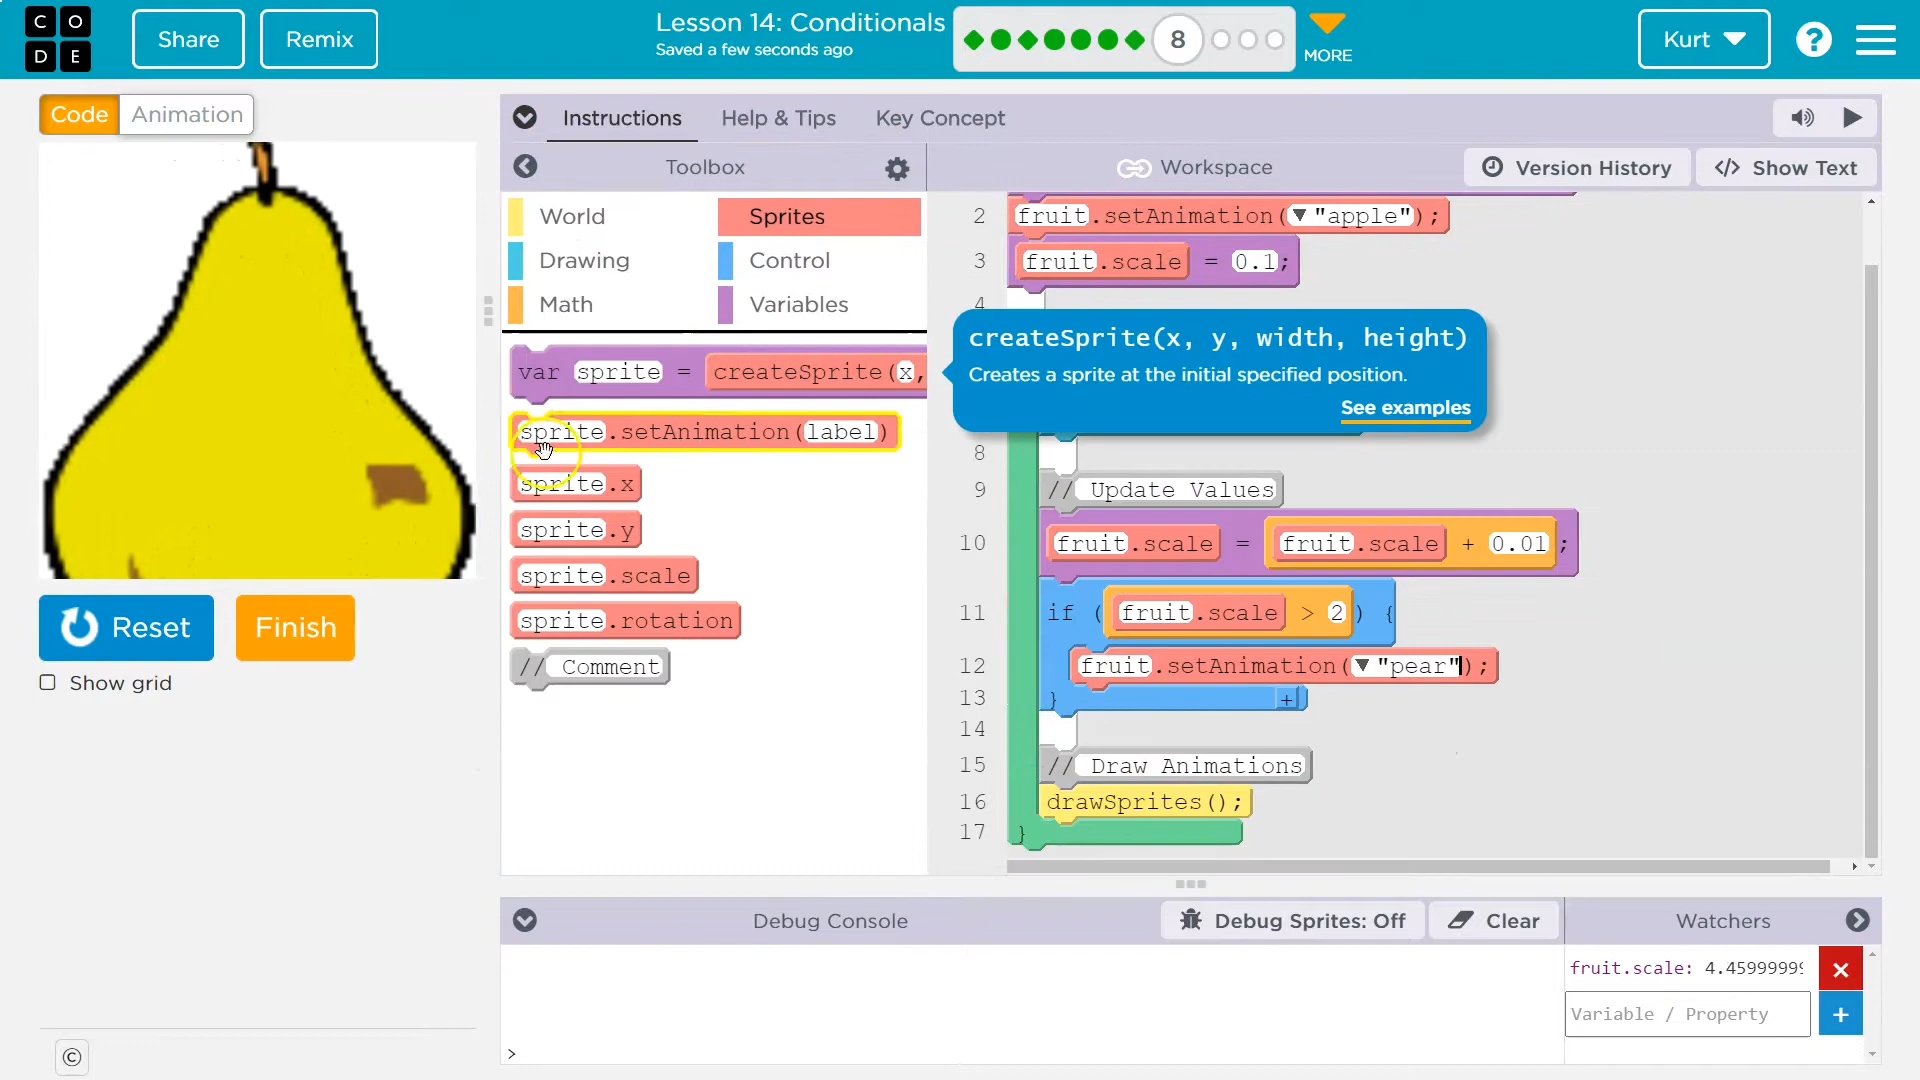 C O
D E
Share
Remix
Lesson 14: Conditionals
Saved a few seconds ago
8
MORE
Kurt
?
Code
Animation
Instructions
Help & Tips
Key Concept
Toolbox
Workspace
Version History
</> Show Text
World
Sprites
Drawing
Control
Math
Variables
var sprite = createSprite(x,
sprite.setAnimation(label)
sprite.x
sprite.y
sprite.scale
sprite.rotation
// Comment
2 fruit.setAnimation(▼ "apple");
3 fruit.scale = 0.1;
4
createSprite(x, y, width, height)
Creates a sprite at the initial specified position.
See examples
8
9 // Update Values
10 fruit.scale = fruit.scale + 0.01 ;
11 if ( fruit.scale > 2 ) {
12 fruit.setAnimation(▼ "pear");
13 } +
14
15 // Draw Animations
16 drawSprites();
17 }
Reset
Finish
Show grid
Debug Console
Debug Sprites: Off
Clear
Watchers
fruit.scale: 4.4599999
Variable / Property
>
©